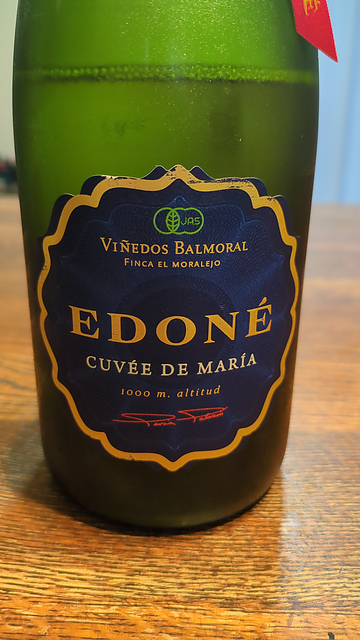 JAS
VIÑEDOS BALMORAL
FINCA EL MORALEJO
EDONÉ
CUVÉE DE MARÍA
1000 m. altitud